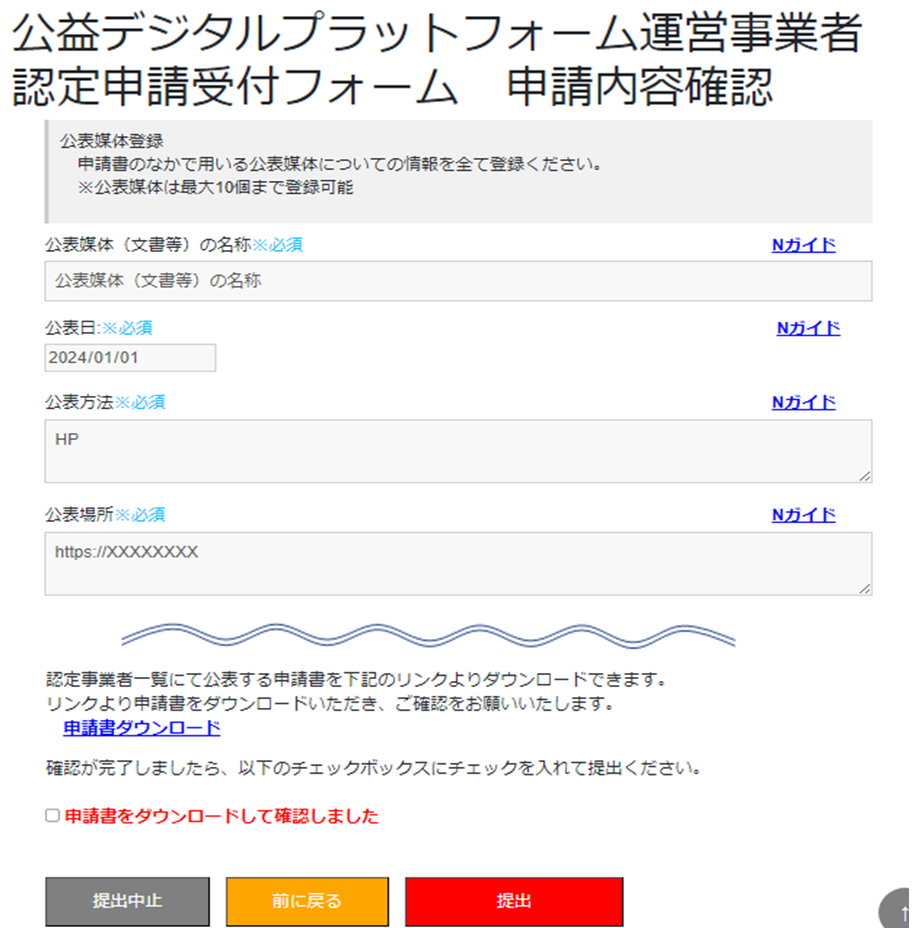 公益デジタルプラットフォーム運営事業者
認定申請受付フォーム　申請内容確認
公表媒体登録
申請書のなかで用いる公表媒体についての情報を全て登録ください。
※公表媒体は最大10個まで登録可能
公表媒体（文書等）の名称※必須 Nガイド
公表媒体（文書等）の名称
公表日:※必須 Nガイド
2024/01/01
公表方法※必須 Nガイド
HP
公表場所※必須 Nガイド
https://XXXXXXXX
認定事業者一覧にて公表する申請書を下記のリンクよりダウンロードできます。
リンクより申請書をダウンロードいただき、ご確認をお願いいたします。
申請書ダウンロード
確認が完了しましたら、以下のチェックボックスにチェックを入れて提出ください。
申請書をダウンロードして確認しました
提出中止 前に戻る 提出
↑